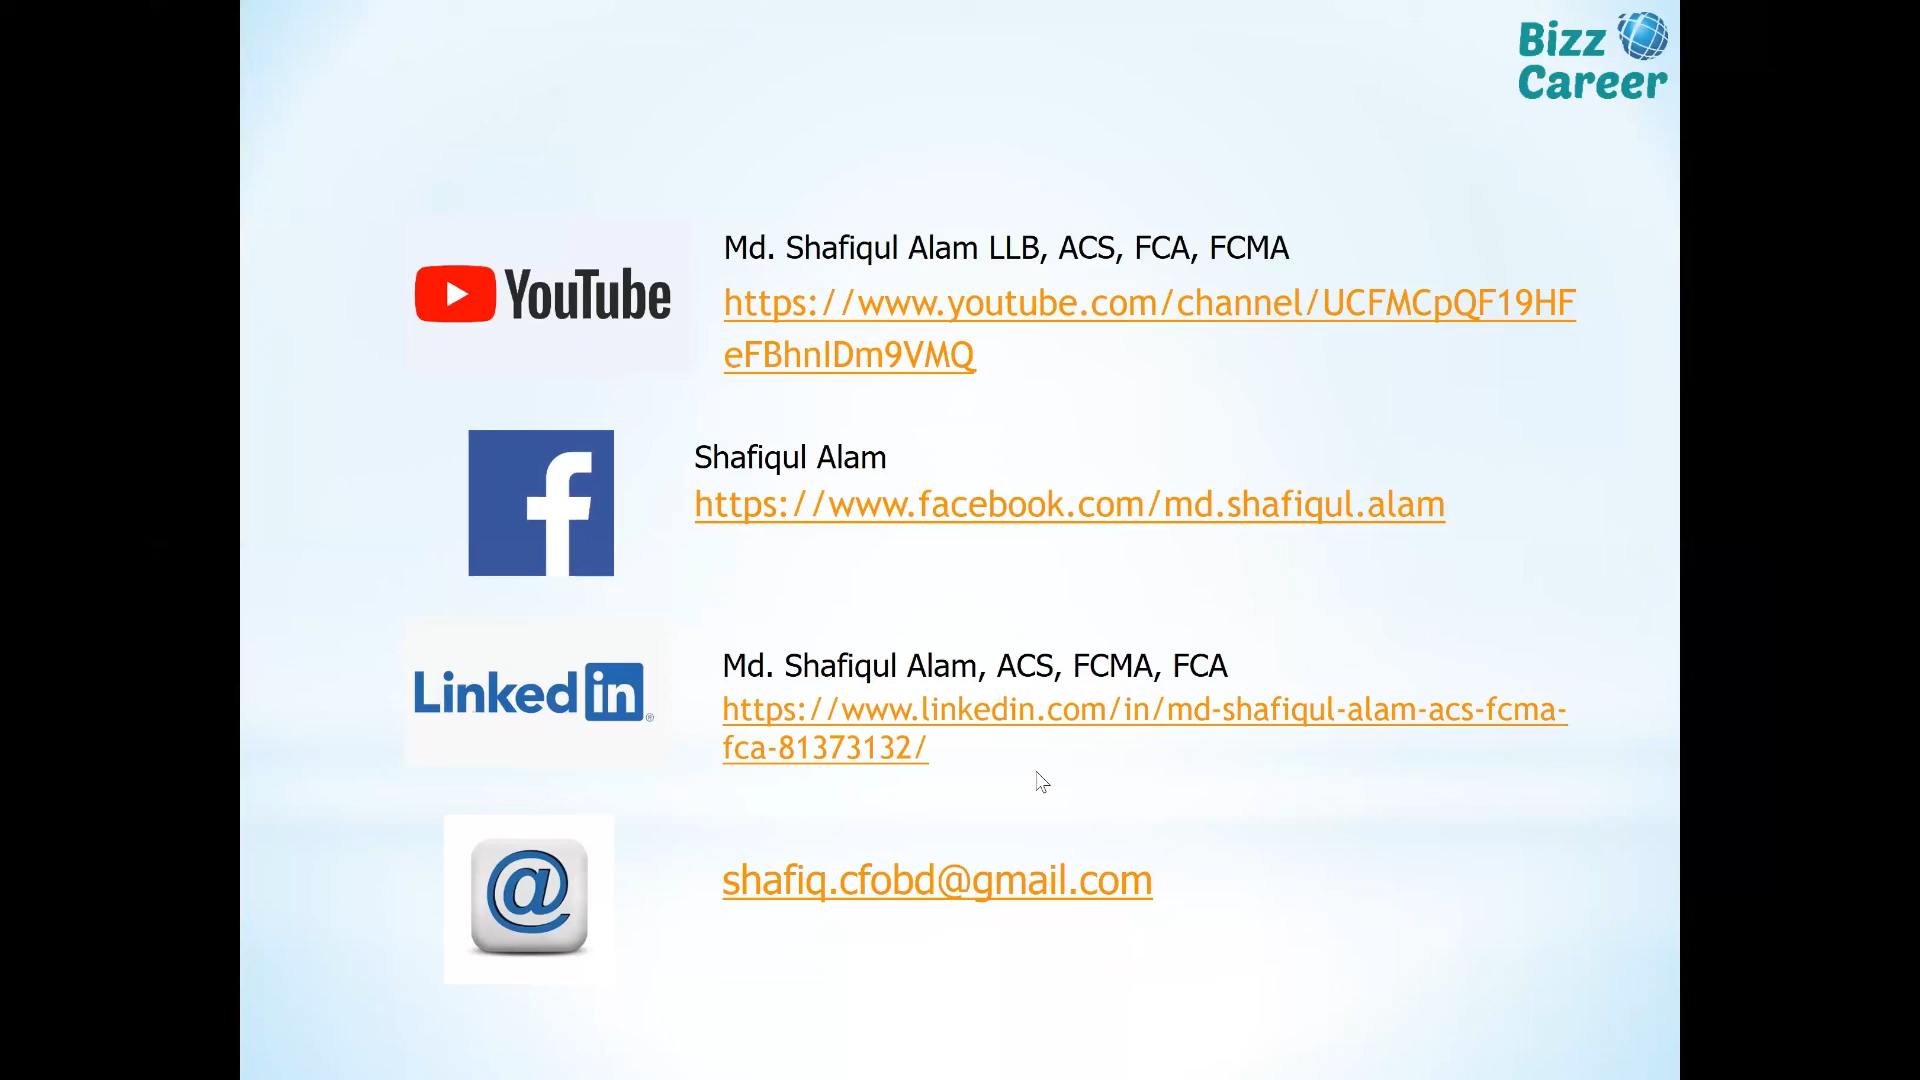 Bizz
Career
YouTube
Md. Shafiqul Alam LLB, ACS, FCA, FCMA
https://www.youtube.com/channel/UCFMCpQF19HF
eFBhnIDm9VMQ
Shafiqul Alam
https://www.facebook.com/md.shafiqul.alam
Linked in®
Md. Shafiqul Alam, ACS, FCMA, FCA
https://www.linkedin.com/in/md-shafiqul-alam-acs-fcma-
fca-81373132/
@
shafiq.cfobd@gmail.com